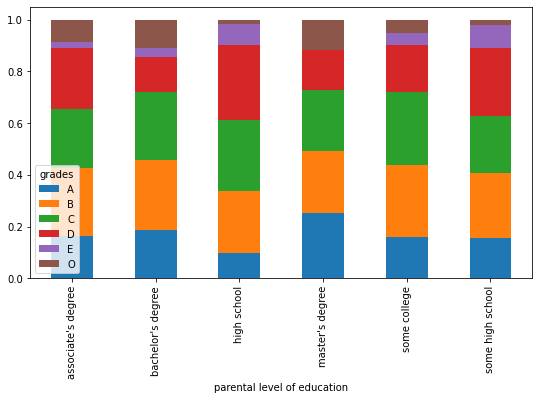 1.0
0.8
0.6
0.4
0.2
0.0
grades
A
B
C
D
E
O
associate's degree
bachelor's degree
high school
master's degree
some college
some high school
parental level of education